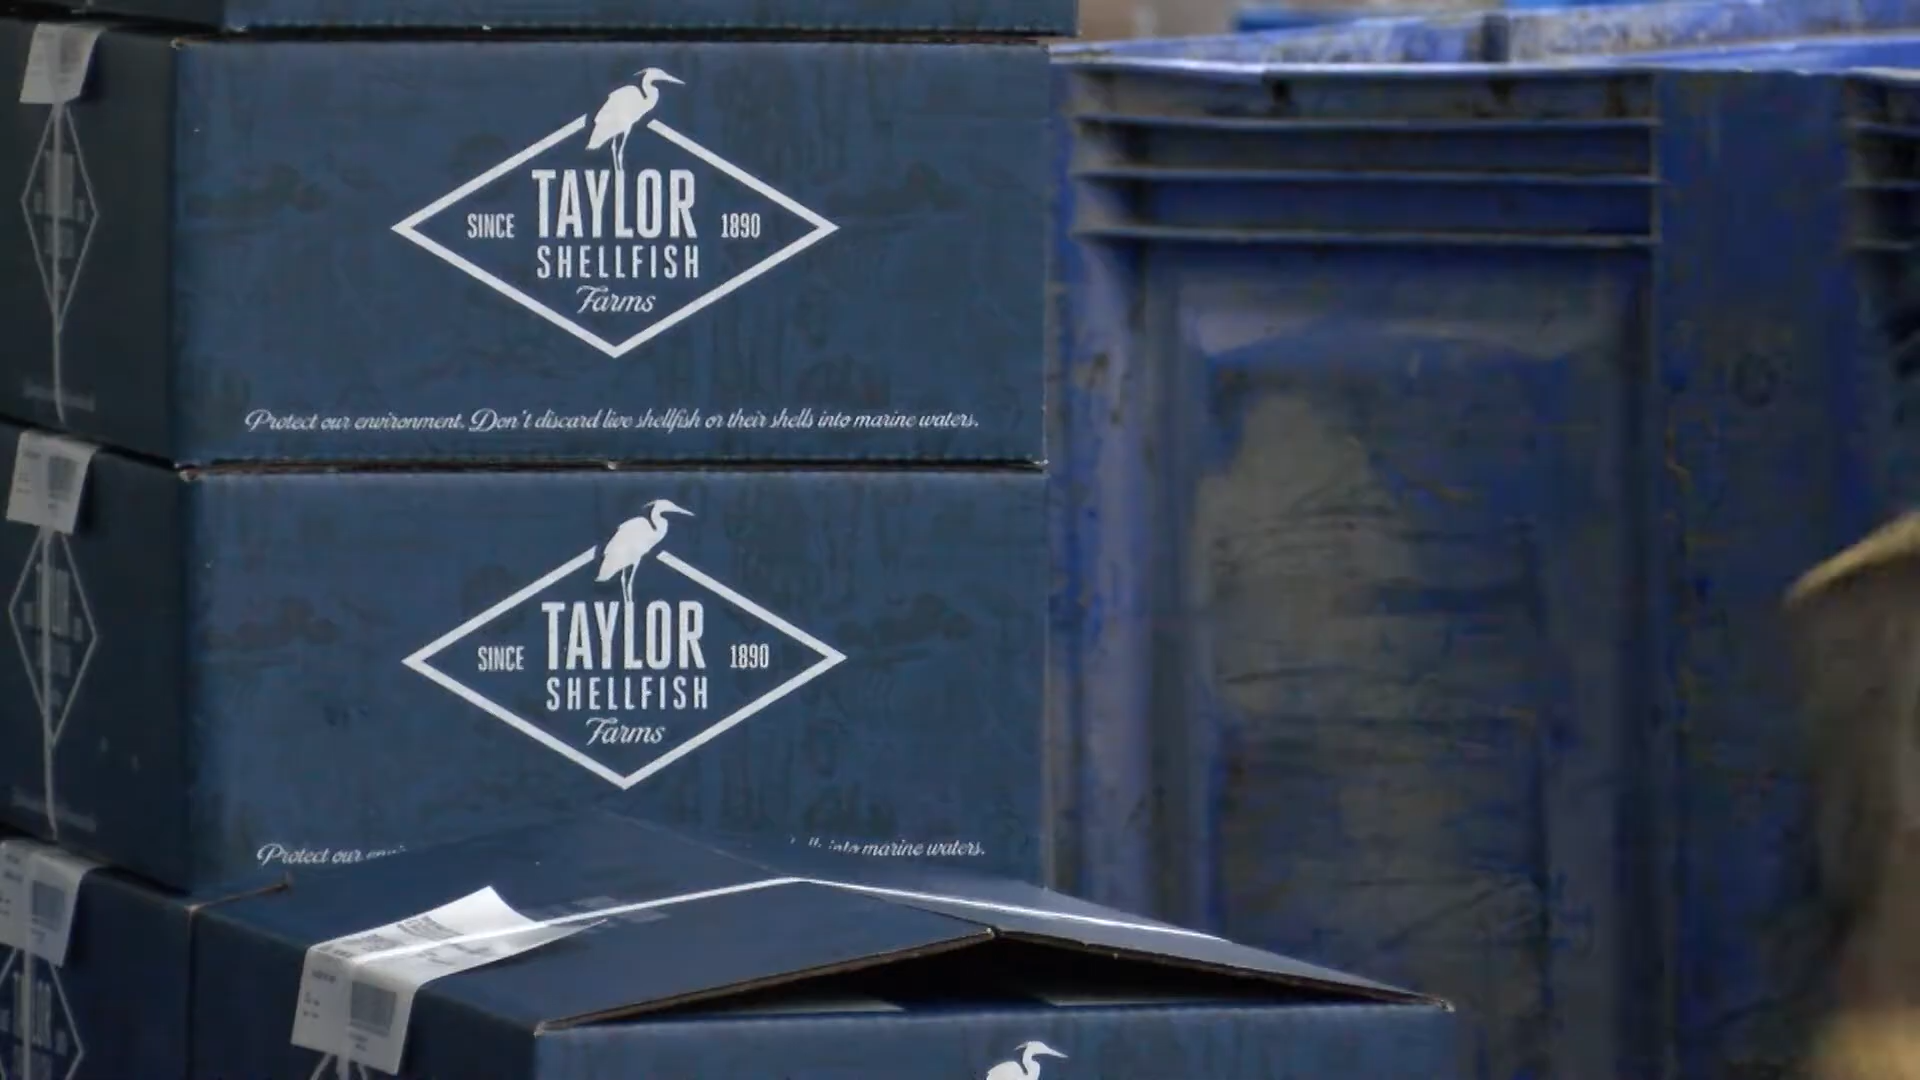 SINCE TAYLOR 1890
SHELLFISH
Farms
Protect our environment. Don't discard live shellfish or their shells into marine waters.
SINCE TAYLOR 1890
SHELLFISH
Farms
Protect our into marine waters.